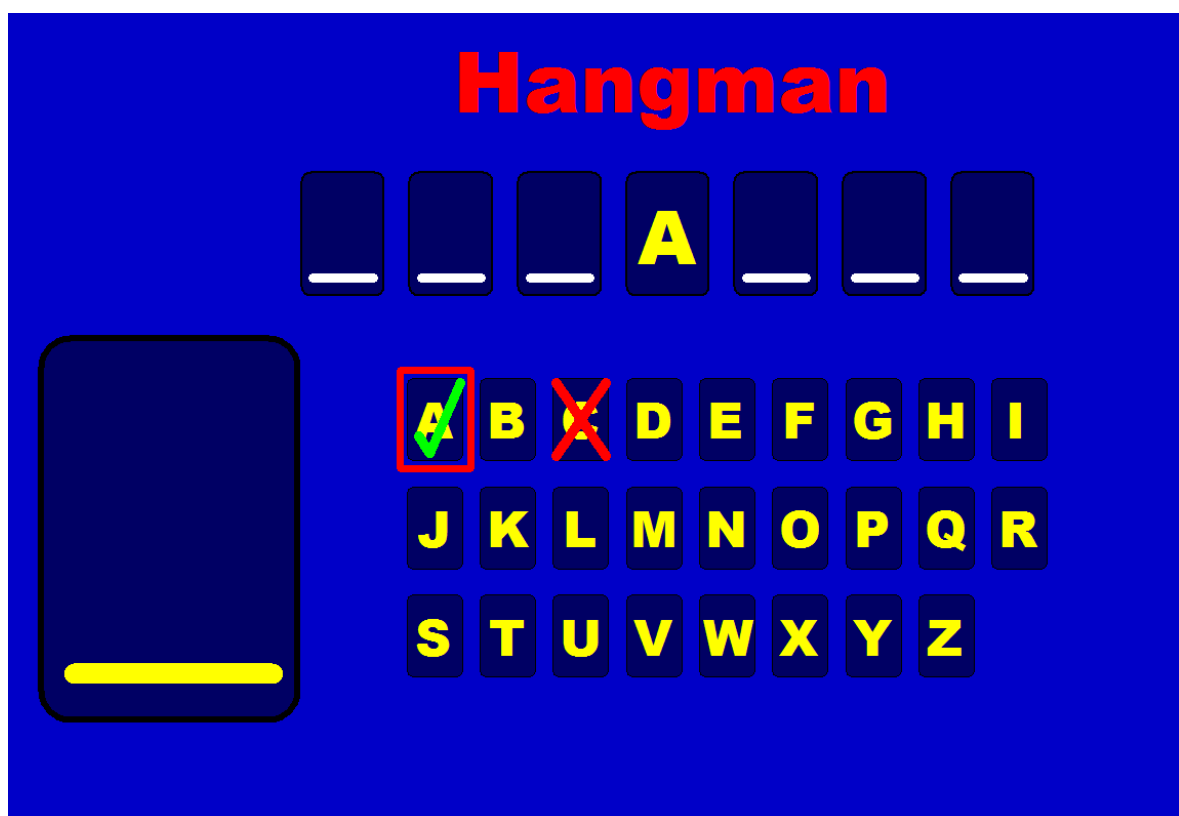 Hangman
_ _ _ A _ _ _
A B C D E F G H I
J K L M N O P Q R
S T U V W X Y Z